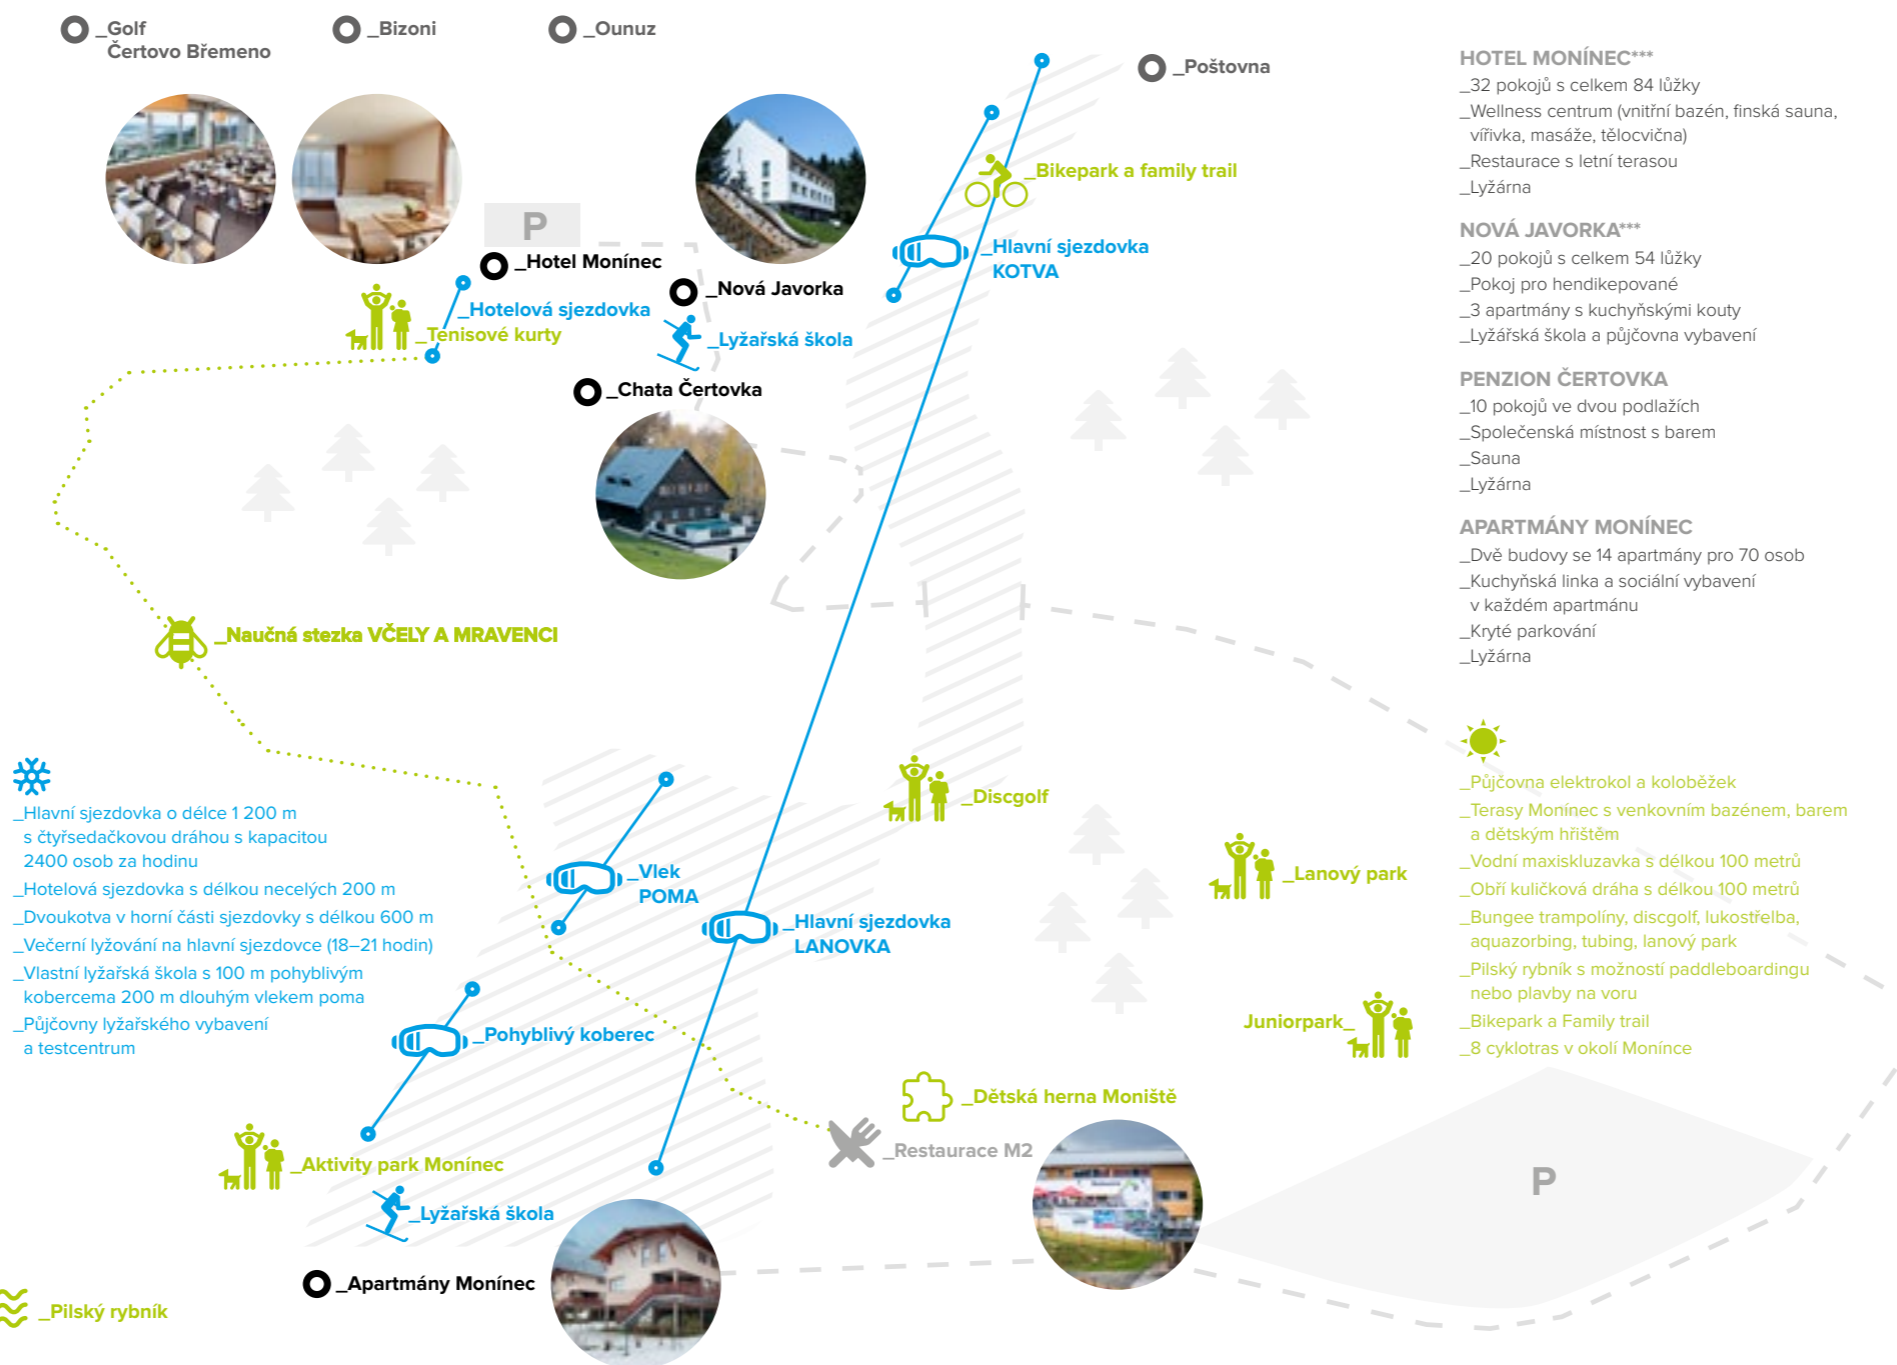 _Golf
Čertovo Břemeno
_Bizoni
_Ounuz
_Poštovna
_Bikepark a family trail
P
_Hlavní sjezdovka
KOTVA
_Hotel Monínec
_Nová Javorka
_Hotelová sjezdovka
_Tenisové kurty
_Lyžařská škola
_Chata Čertovka
_Naučná stezka VČELY A MRAVENCI
_Discgolf
_Vlek
POMA
_Lanový park
_Hlavní sjezdovka
LANOVKA
_Pohyblivý koberec
Juniorpark_
_Dětská herna Moniště
_Restaurace M2
_Aktivity park Monínec
_Lyžařská škola
P
_Apartmány Monínec
_Pilský rybník
HOTEL MONÍNEC***
_32 pokojů s celkem 84 lůžky
_Wellness centrum (vnitřní bazén, finská sauna,
vířivka, masáže, tělocvična)
_Restaurace s letní terasou
_Lyžárna
NOVÁ JAVORKA***
_20 pokojů s celkem 54 lůžky
_Pokoj pro hendikepované
_3 apartmány s kuchyňskými kouty
_Lyžářská škola a půjčovna vybavení
PENZION ČERTOVKA
_10 pokojů ve dvou podlažích
_Společenská místnost s barem
_Sauna
_Lyžárna
APARTMÁNY MONÍNEC
_Dvě budovy se 14 apartmány pro 70 osob
_Kuchyňská linka a sociální vybavení
v každém apartmánu
_Kryté parkování
_Lyžárna
_Hlavní sjezdovka o délce 1 200 m
s čtyřsedačkovou dráhou s kapacitou
2400 osob za hodinu
_Hotelová sjezdovka s délkou necelých 200 m
_Dvoukotva v horní části sjezdovky s délkou 600 m
_Večerní lyžování na hlavní sjezdovce (18–21 hodin)
_Vlastní lyžařská škola s 100 m pohyblivým
kobercema 200 m dlouhým vlekem poma
_Půjčovny lyžařského vybavení
a testcentrum
_Půjčovna elektrokol a koloběžek
_Terasy Monínec s venkovním bazénem, barem
a dětským hřištěm
_Vodní maxiskluzavka s délkou 100 metrů
_Obří kuličková dráha s délkou 100 metrů
_Bungee trampolíny, discgolf, lukostřelba,
aquazorbing, tubing, lanový park
_Pilský rybník s možností paddleboardingu
nebo plavby na voru
_Bikepark a Family trail
_8 cyklotras v okolí Monínce